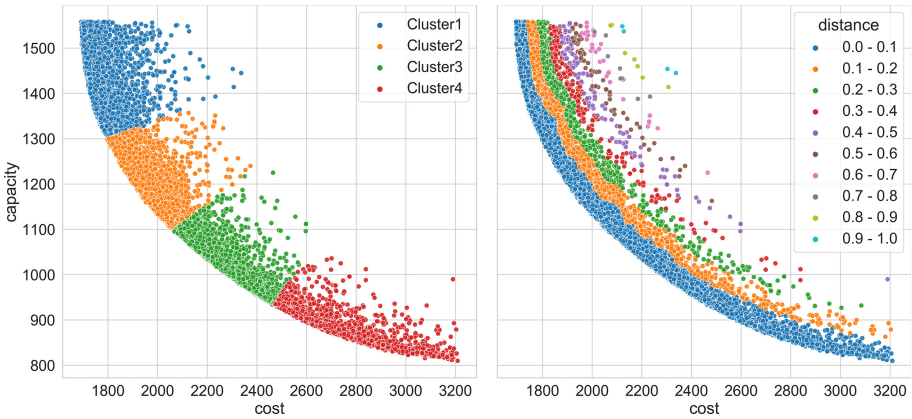 capacity
1500
1400
1300
1200
1100
1000
900
800
1800 2000 2200 2400 2600 2800 3000 3200
cost
Cluster1
Cluster2
Cluster3
Cluster4
1800 2000 2200 2400 2600 2800 3000 3200
cost
distance
0.0 - 0.1
0.1 - 0.2
0.2 - 0.3
0.3 - 0.4
0.4 - 0.5
0.5 - 0.6
0.6 - 0.7
0.7 - 0.8
0.8 - 0.9
0.9 - 1.0